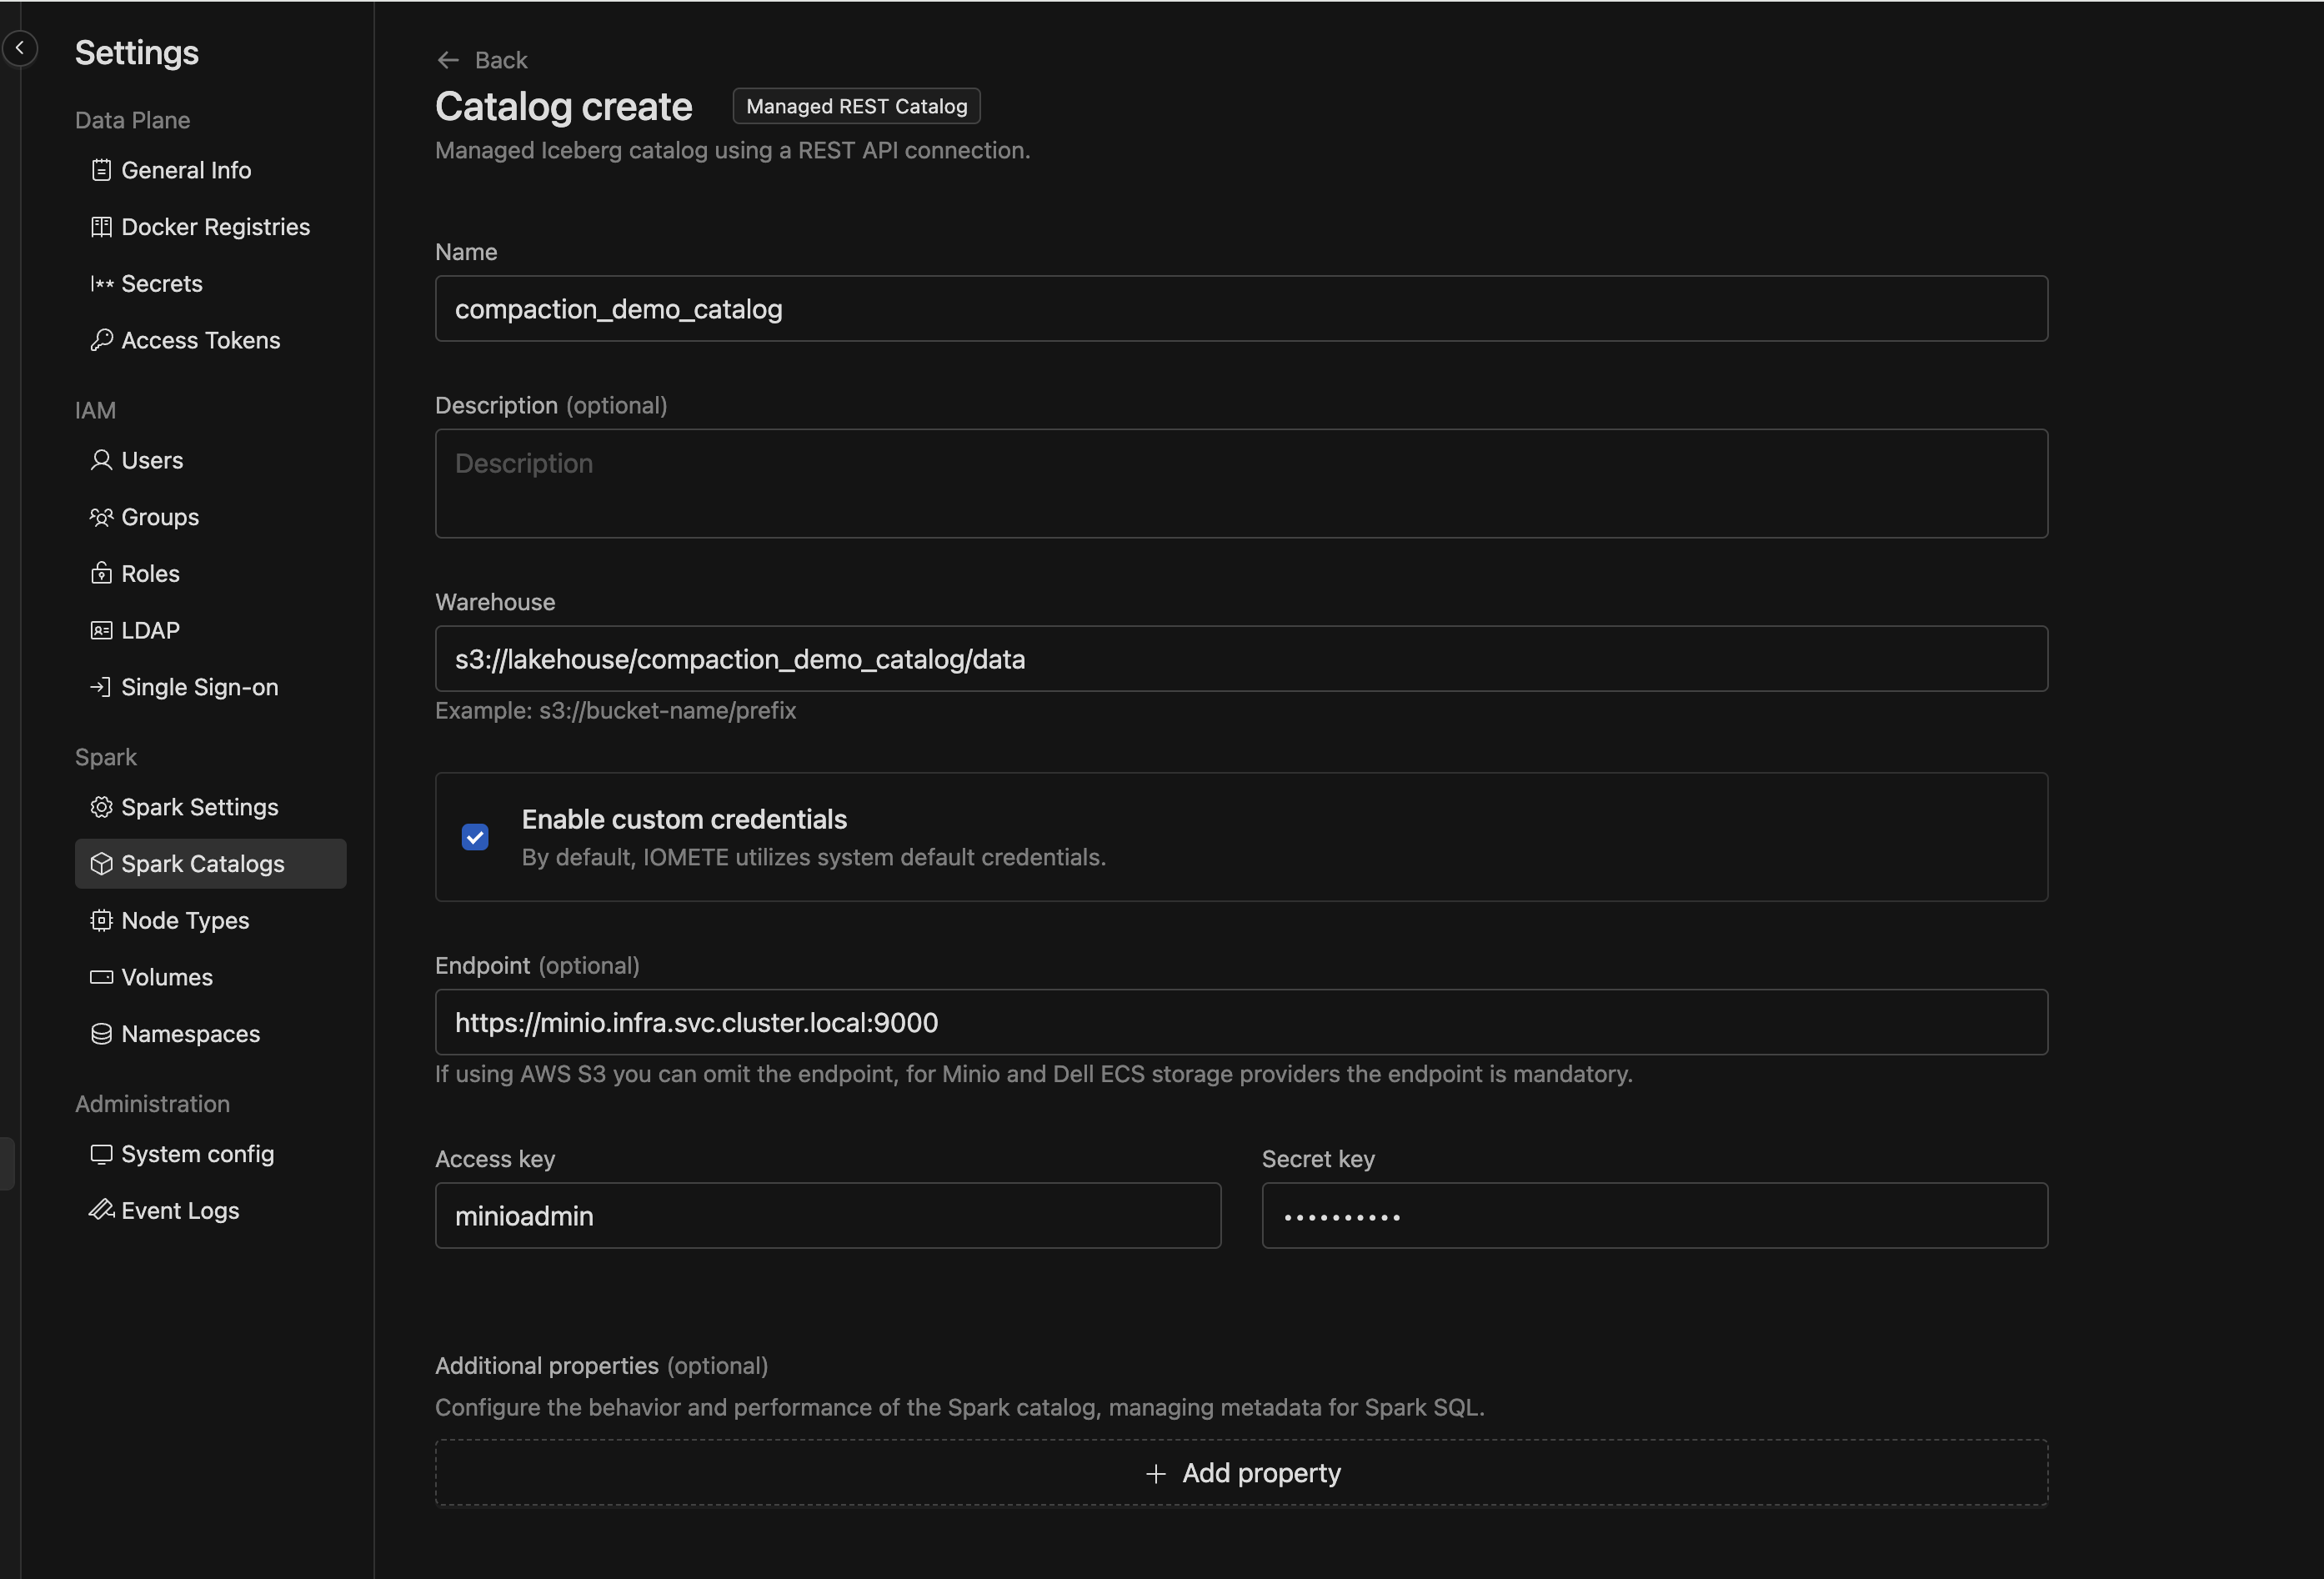 Settings
Data Plane
General Info
Docker Registries
Secrets
Access Tokens
IAM
Users
Groups
Roles
LDAP
Single Sign-on
Spark
Spark Settings
Spark Catalogs
Node Types
Volumes
Namespaces
Administration
System config
Event Logs
Back
Catalog create
Managed REST Catalog
Managed Iceberg catalog using a REST API connection.
Name
compaction_demo_catalog
Description (optional)
Description
Warehouse
s3://lakehouse/compaction_demo_catalog/data
Example: s3://bucket-name/prefix
Enable custom credentials
By default, IOMETE utilizes system default credentials.
Endpoint (optional)
https://minio.infra.svc.cluster.local:9000
If using AWS S3 you can omit the endpoint, for Minio and Dell ECS storage providers the endpoint is mandatory.
Access key
minioadmin
Secret key
••••••••••
Additional properties (optional)
Configure the behavior and performance of the Spark catalog, managing metadata for Spark SQL.
Add property